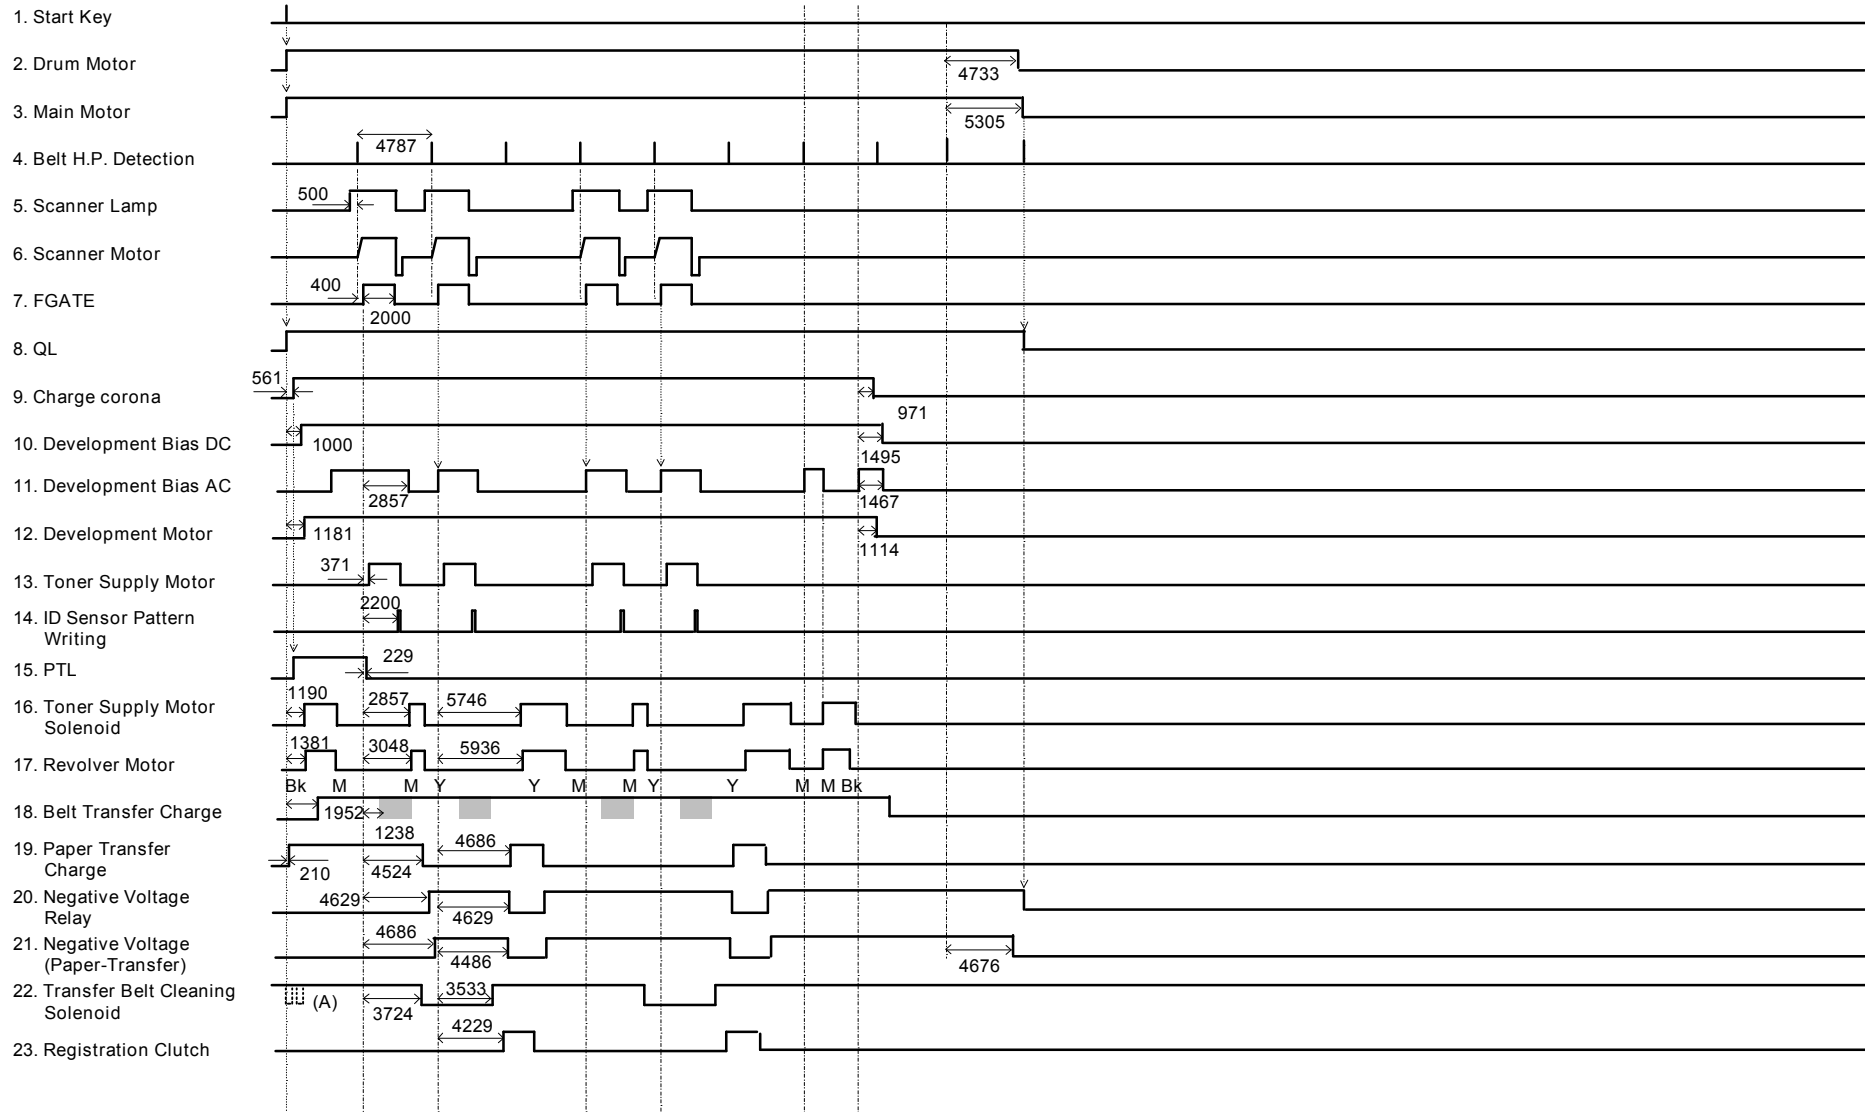 1. Start Key
2. Drum Motor
4733
3. Main Motor
5305
4. Belt H.P. Detection
4787
5. Scanner Lamp
500
6. Scanner Motor
7. FGATE
400
2000
8. QL
9. Charge corona
561
971
10. Development Bias DC
1000
1495
11. Development Bias AC
2857
1467
12. Development Motor
1181
1114
13. Toner Supply Motor
371
14. ID Sensor Pattern
Writing
2200
15. PTL
229
16. Toner Supply Motor
Solenoid
1190 2857 5746
17. Revolver Motor
1381 3048 5936
Bk M M Y Y M M Y Y M M Bk
18. Belt Transfer Charge
1952
1238
19. Paper Transfer
Charge
210 4524 4686
20. Negative Voltage
Relay
4629 4629
21. Negative Voltage
(Paper-Transfer)
4686 4486 4676
22. Transfer Belt Cleaning
Solenoid
(A) 3724 3533
23. Registration Clutch
4229